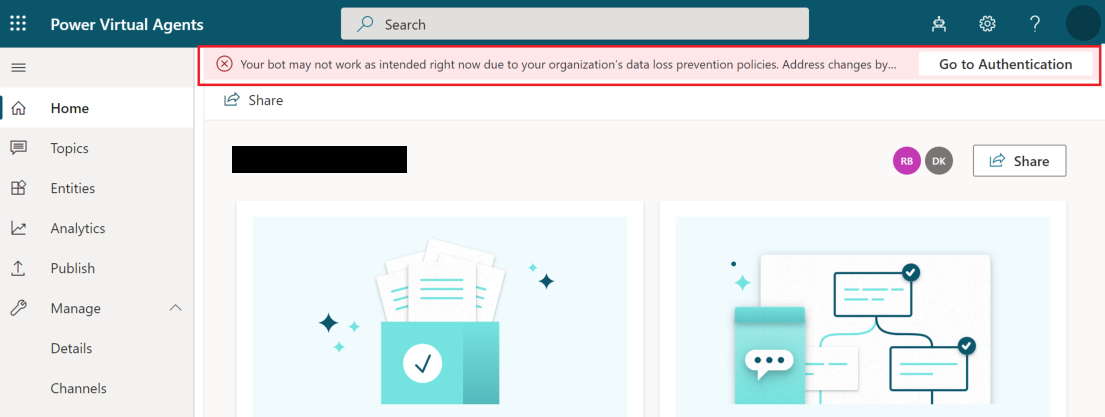 Power Virtual Agents
Search
?
Your bot may not work as intended right now due to your organization's data loss prevention policies. Address changes by...
Go to Authentication
Share
Home
RB
DK
Share
Topics
Entities
Analytics
Publish
Manage
Details
Channels